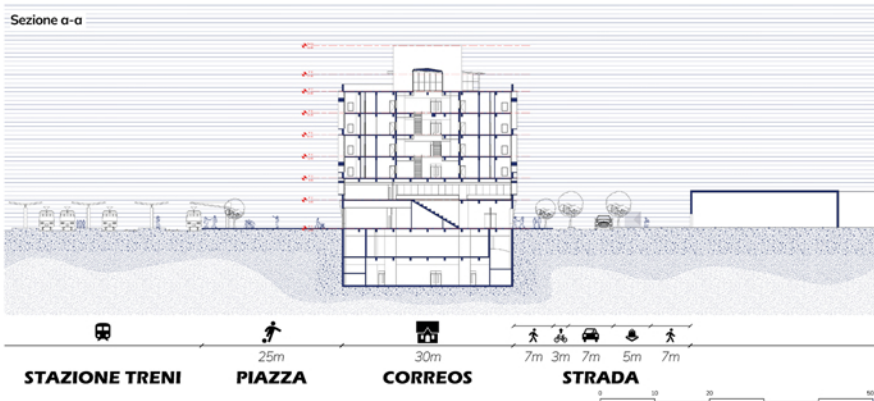 Sezione a-a
25m 30m 7m 3m 7m 5m 7m
STAZIONE TRENI PIAZZA CORREOS STRADA
0 10 20 50